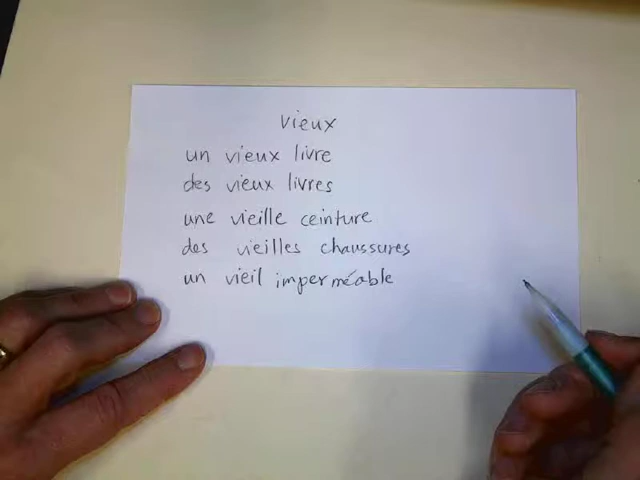 vieux
un vieux livre
des vieux livres
une vieille ceinture
des vieilles chaussures
un vieil imperméable